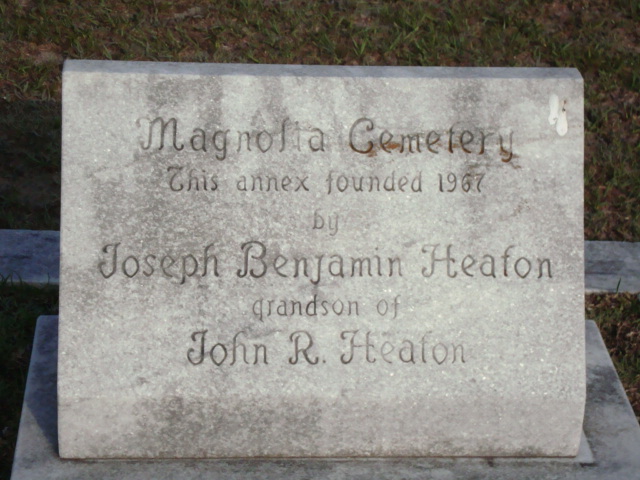 Magnolia Cemetery
This annex founded 1967
by
Joseph Benjamin Heaton
grandson of
John R. Heaton